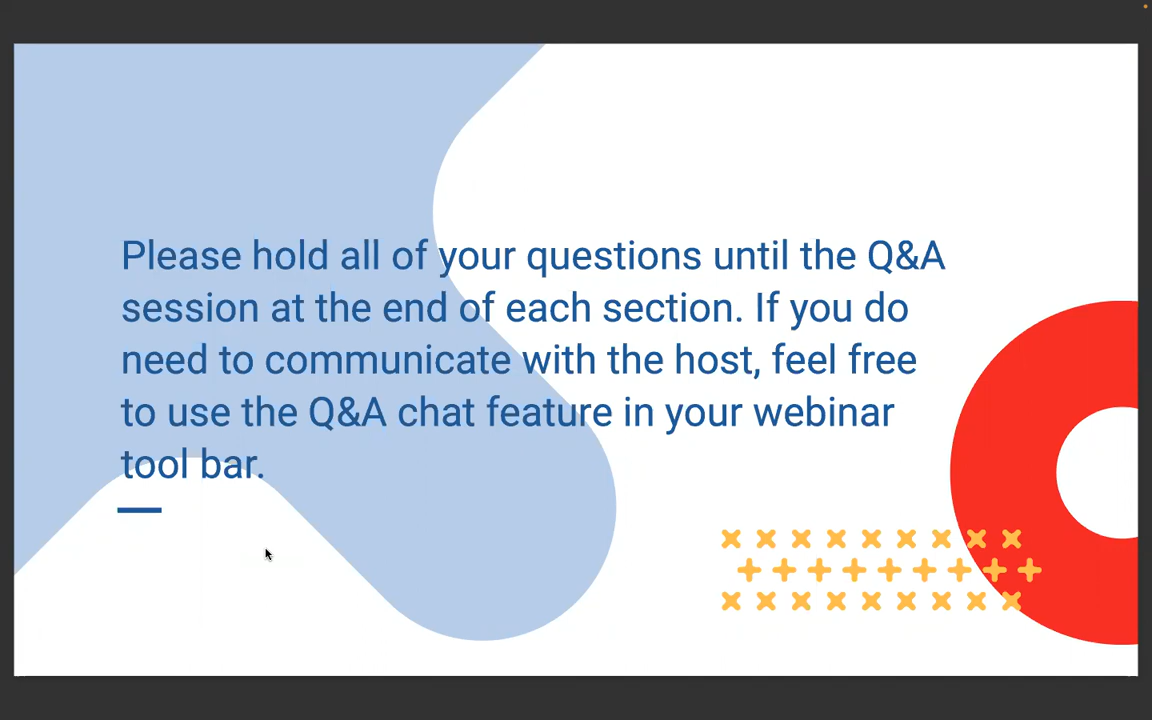 Please hold all of your questions until the Q&A
session at the end of each section. If you do
need to communicate with the host, feel free
to use the Q&A chat feature in your webinar
tool bar.